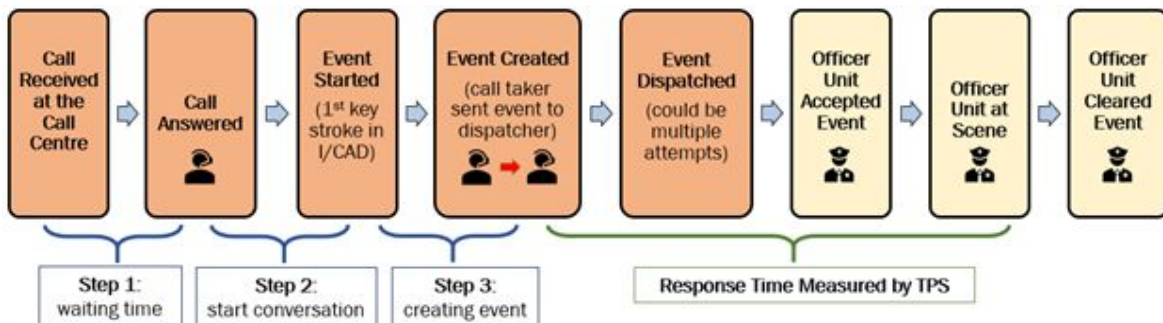 Call
Received
at the
Call
Centre
Call
Answered
Event
Started
(1st key
stroke in
I/CAD)
Event Created
(call taker
sent event to
dispatcher)
Event
Dispatched
(could be
multiple
attempts)
Officer
Unit
Accepted
Event
Officer
Unit at
Scene
Officer
Unit
Cleared
Event
Step 1:
waiting time
Step 2:
start conversation
Step 3:
creating event
Response Time Measured by TPS